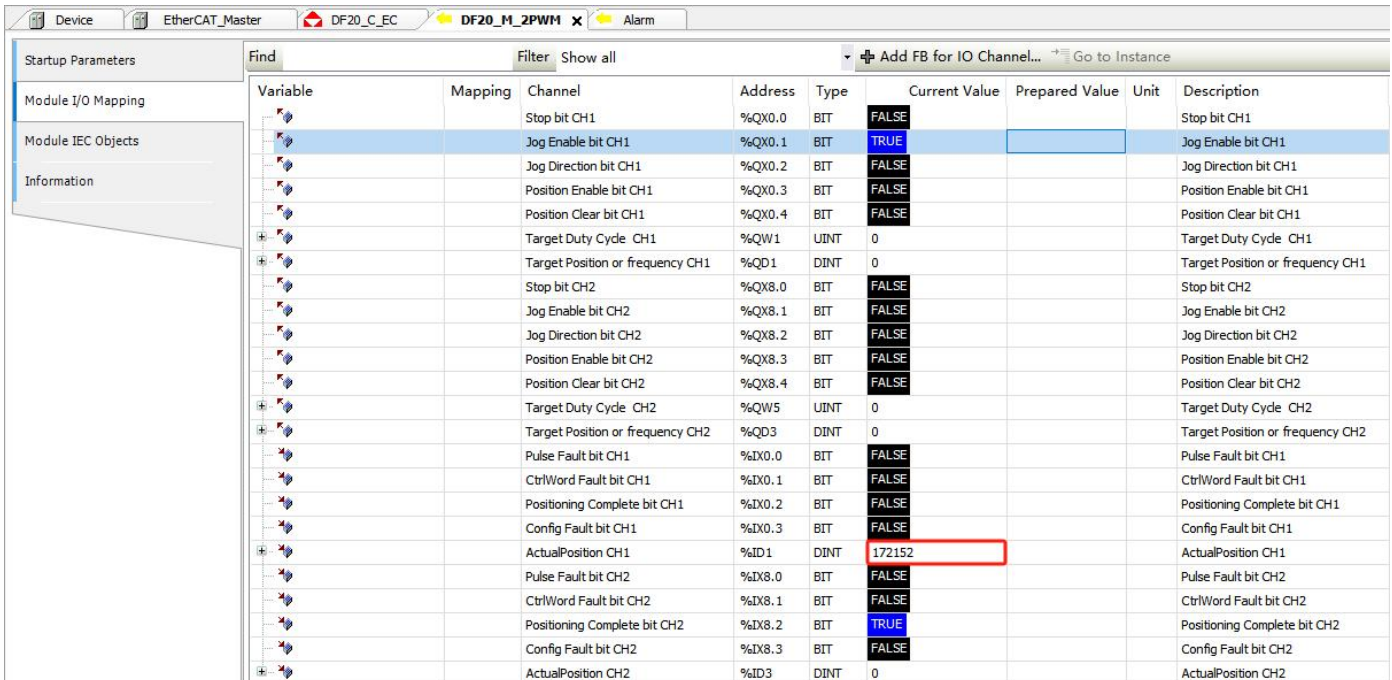 Device EtherCAT_Master DF20_C_EC DF20_M_2PWM Alarm
Startup Parameters
Module I/O Mapping
Module IEC Objects
Information
Find Filter Show all Add FB for IO Channel... Go to Instance
Variable Mapping Channel Address Type Current Value Prepared Value Unit Description
Stop bit CH1 %QX0.0 BIT FALSE Stop bit CH1
Jog Enable bit CH1 %QX0.1 BIT TRUE Jog Enable bit CH1
Jog Direction bit CH1 %QX0.2 BIT FALSE Jog Direction bit CH1
Position Enable bit CH1 %QX0.3 BIT FALSE Position Enable bit CH1
Position Clear bit CH1 %QX0.4 BIT FALSE Position Clear bit CH1
Target Duty Cycle CH1 %QW1 UINT 0 Target Duty Cycle CH1
Target Position or frequency CH1 %QD1 DINT 0 Target Position or frequency CH1
Stop bit CH2 %QX8.0 BIT FALSE Stop bit CH2
Jog Enable bit CH2 %QX8.1 BIT FALSE Jog Enable bit CH2
Jog Direction bit CH2 %QX8.2 BIT FALSE Jog Direction bit CH2
Position Enable bit CH2 %QX8.3 BIT FALSE Position Enable bit CH2
Position Clear bit CH2 %QX8.4 BIT FALSE Position Clear bit CH2
Target Duty Cycle CH2 %QW5 UINT 0 Target Duty Cycle CH2
Target Position or frequency CH2 %QD3 DINT 0 Target Position or frequency CH2
Pulse Fault bit CH1 %IX0.0 BIT FALSE Pulse Fault bit CH1
CtrlWord Fault bit CH1 %IX0.1 BIT FALSE CtrlWord Fault bit CH1
Positioning Complete bit CH1 %IX0.2 BIT FALSE Positioning Complete bit CH1
Config Fault bit CH1 %IX0.3 BIT FALSE Config Fault bit CH1
ActualPosition CH1 %ID1 DINT 172152 ActualPosition CH1
Pulse Fault bit CH2 %IX8.0 BIT FALSE Pulse Fault bit CH2
CtrlWord Fault bit CH2 %IX8.1 BIT FALSE CtrlWord Fault bit CH2
Positioning Complete bit CH2 %IX8.2 BIT TRUE Positioning Complete bit CH2
Config Fault bit CH2 %IX8.3 BIT FALSE Config Fault bit CH2
ActualPosition CH2 %ID3 DINT 0 ActualPosition CH2